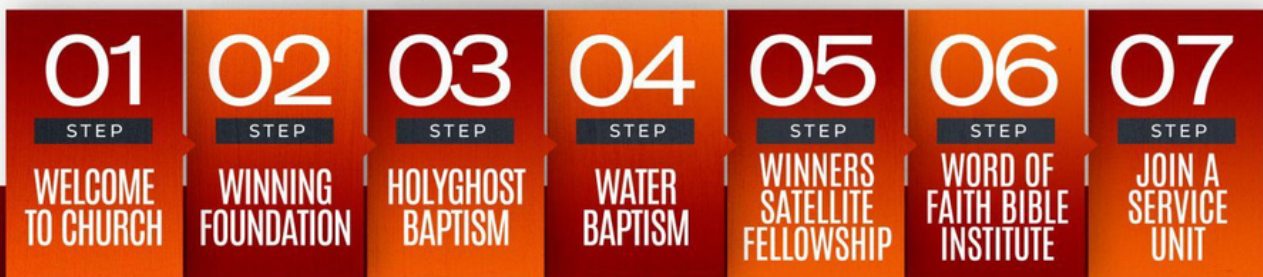 01
STEP
WELCOME
TO CHURCH
02
STEP
WINNING
FOUNDATION
03
STEP
HOLYGHOST
BAPTISM
04
STEP
WATER
BAPTISM
05
STEP
WINNERS
SATELLITE
FELLOWSHIP
06
STEP
WORD OF
FAITH BIBLE
INSTITUTE
07
STEP
JOIN A
SERVICE
UNIT